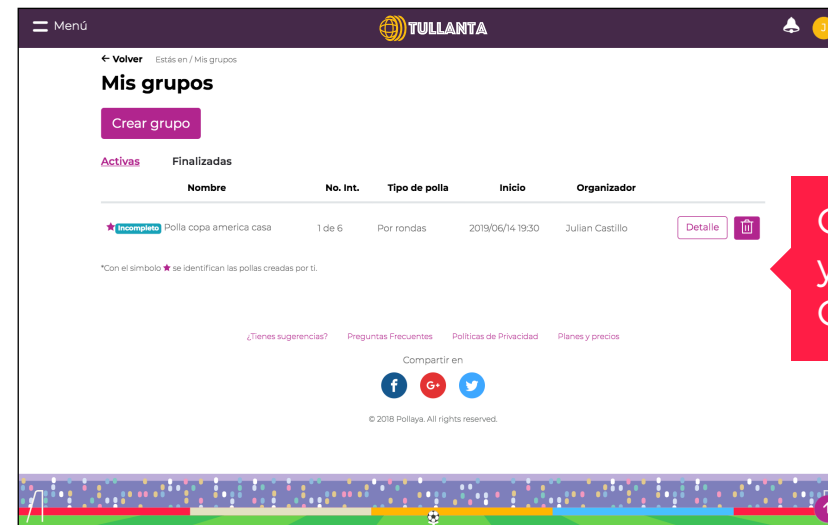 Menú
TULLANTA
J
← Volver Estás en / Mis grupos
Mis grupos
Crear grupo
Activas Finalizadas
Nombre No. Int. Tipo de polla Inicio Organizador
★ Incompleto Polla copa america casa 1 de 6 Por rondas 2019/06/14 19:30 Julian Castillo Detalle
*Con el simbolo ★ se identifican las pollas creadas por ti.
y
¿Tienes sugerencias? Preguntas Frecuentes Políticas de Privacidad Planes y precios
Compartir en
f G+
© 2018 Pollaya. All rights reserved.